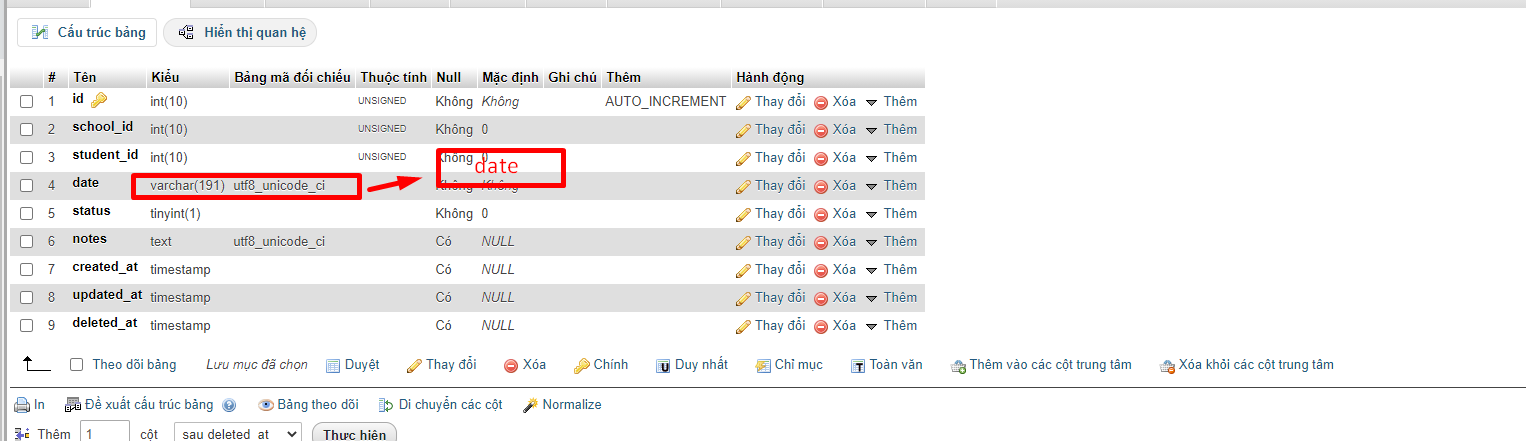 Cấu trúc bảng Hiển thị quan hệ
# Tên Kiểu Bảng mã đối chiếu Thuộc tính Null Mặc định Ghi chú Thêm Hành động
1 id int(10) UNSIGNED Không Không AUTO_INCREMENT Thay đổi Xóa Thêm
2 school_id int(10) UNSIGNED Không 0 Thay đổi Xóa Thêm
3 student_id int(10) UNSIGNED Không 0 Thay đổi Xóa Thêm
date
4 date varchar(191) utf8_unicode_ci Không Không Thay đổi Xóa Thêm
5 status tinyint(1) Không 0 Thay đổi Xóa Thêm
6 notes text utf8_unicode_ci Có NULL Thay đổi Xóa Thêm
7 created_at timestamp Có NULL Thay đổi Xóa Thêm
8 updated_at timestamp Có NULL Thay đổi Xóa Thêm
9 deleted_at timestamp Có NULL Thay đổi Xóa Thêm
Theo dõi bảng Lưu mục đã chọn Duyệt Thay đổi Xóa Chính Duy nhất Chỉ mục Toàn văn Thêm vào các cột trung tâm Xóa khỏi các cột trung tâm
In Đề xuất cấu trúc bảng Bảng theo dõi Di chuyển các cột Normalize
Thêm 1 cột sau deleted_at Thực hiện